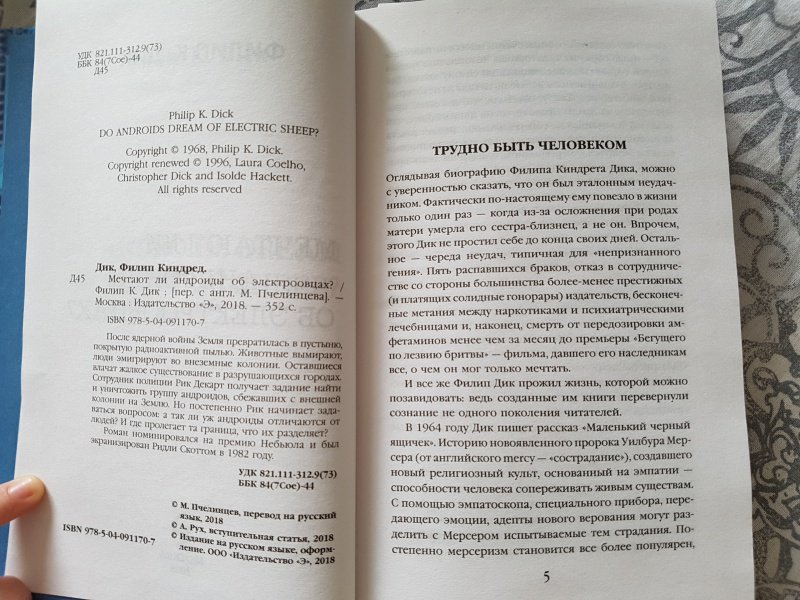 УДК 821.111-312.9(73)
ББК 84(7Сое)-44
Д45
Philip K. Dick
DO ANDROIDS DREAM OF ELECTRIC SHEEP?
Copyright © 1968, Philip K. Dick.
Copyright renewed © 1996, Laura Coelho,
Christopher Dick and Isolde Hackett.
All rights reserved
Дик, Филип Киндред.
Д45 Мечтают ли андроиды об электроовцах? /
Филип К. Дик ; [пер. с англ. М. Пчелинцева]. —
Москва : Издательство «Э», 2018. — 352 с.
ISBN 978-5-04-091170-7
После ядерной войны Земля превратилась в пустыню,
покрытую радиоактивной пылью. Животные вымирают,
люди эмигрируют во внеземные колонии. Оставшиеся
влачат жалкое существование в разрушающихся городах.
Сотрудник полиции Рик Декарт получает задание найти
и уничтожить группу андроидов, сбежавших с внешней
колонии на Землю. Но постепенно Рик начинает зада-
ваться вопросом: а так ли уж андроиды отличаются от
людей? И где пролегает та граница, что их разделяет?
Роман номинировался на премию Небьюла и был
экранизирован Ридли Скоттом в 1982 году.
УДК 821.111-312.9(73)
ББК 84(7Сое)-44
© М. Пчелинцев, перевод на русский
язык, 2018
© А. Рух, вступительная статья, 2018
© Издание на русском языке, оформ-
ление. ООО «Издательство «Э», 2018
ISBN 978-5-04-091170-7
ТРУДНО БЫТЬ ЧЕЛОВЕКОМ
Оглядывая биографию Филипа Киндрета Дика, можно
с уверенностью сказать, что он был эталонным неудач-
ником. Фактически по-настоящему ему повезло в жизни
только один раз — когда из-за осложнения при родах
матери умерла его сестра-близнец, а не он. Впрочем,
этого Дик не простил себе до конца своих дней. Осталь-
ное — череда неудач, типичная для «непризнанного
гения». Пять распавшихся браков, отказ в сотрудниче-
стве со стороны большинства более-менее престижных
(и платящих солидные гонорары) издательств, бесконеч-
ные метания между наркотиками и психиатрическими
лечебницами и, наконец, смерть от передозировки амфе-
таминов менее чем за месяц до премьеры «Бегущего
по лезвию бритвы» — фильма, давшего его наследникам
все, о чем он мог только мечтать.
И все же Филип Дик прожил жизнь, которой можно
позавидовать: ведь созданные им книги перевернули
сознание не одного поколения читателей.
В 1964 году Дик пишет рассказ «Маленький черный
ящичек». Историю новоявленного пророка Уилбура Мер-
сера (от английского mercy — «сострадание»), создавшего
новый религиозный культ, основанный на эмпатии —
способности человека сопереживать живым существам.
С помощью эмпатоскопа, специального прибора, пере-
дающего эмоции, адепты нового верования могут раз-
делить с Мерсером испытываемые тем страдания. По-
степенно мерсеризм становится все более популярен,
5